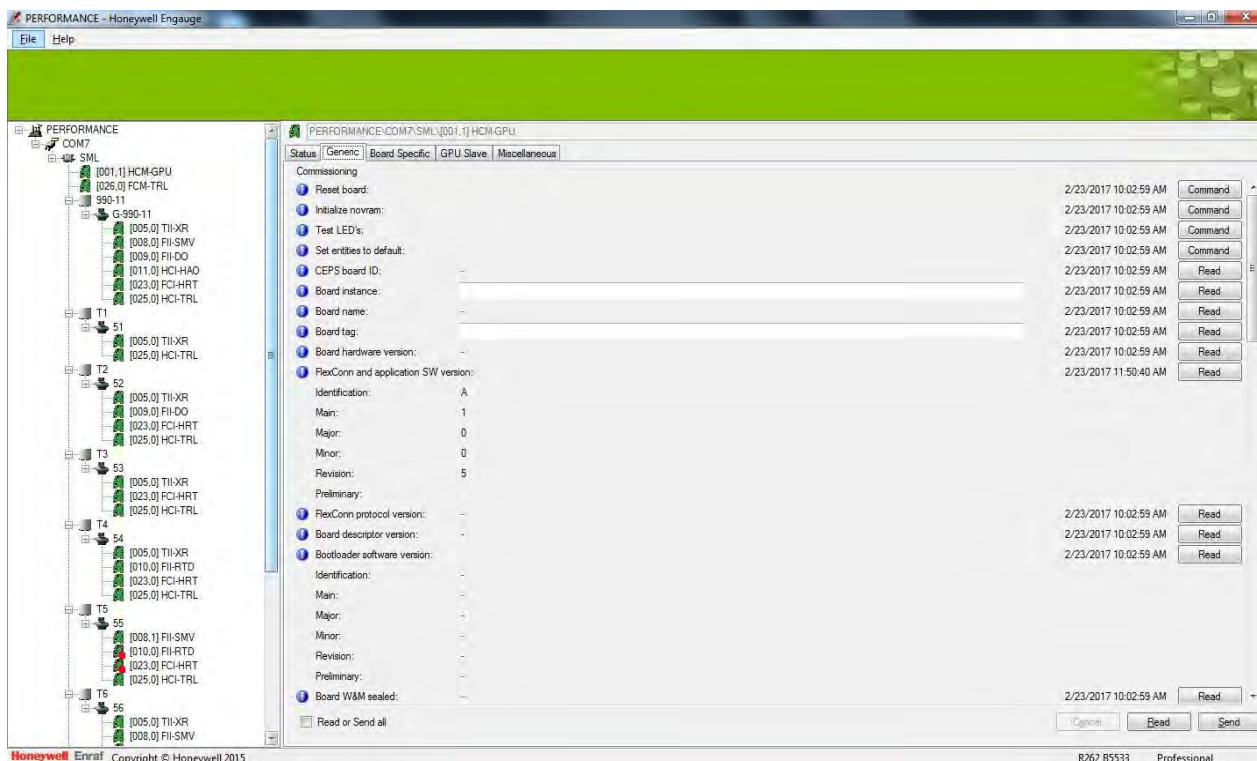 PERFORMANCE - Honeywell Engauge
File Help
PERFORMANCE
COM7
SML
[001,1] HCM-GPU
[026,0] FCM-TRL
990-11
G-990-11
[005,0] TII-XR
[008,0] FII-SMV
[009,0] FII-DO
[011,0] HCI-HAO
[023,0] FCI-HRT
[025,0] HCI-TRL
T1
51
[005,0] TII-XR
[025,0] HCI-TRL
T2
52
[005,0] TII-XR
[009,0] FII-DO
[023,0] FCI-HRT
[025,0] HCI-TRL
T3
53
[005,0] TII-XR
[023,0] FCI-HRT
[025,0] HCI-TRL
T4
54
[005,0] TII-XR
[010,0] FII-RTD
[023,0] FCI-HRT
[025,0] HCI-TRL
T5
55
[008,1] FII-SMV
[010,0] FII-RTD
[023,0] FCI-HRT
[025,0] HCI-TRL
T6
56
[005,0] TII-XR
[008,0] FII-SMV
PERFORMANCE\COM7\SML\[001,1] HCM-GPU
Status Generic Board Specific GPU Slave Miscellaneous
Commissioning
Reset board: 2/23/2017 10:02:59 AM Command
Initialize novram: 2/23/2017 10:02:59 AM Command
Test LED's: 2/23/2017 10:02:59 AM Command
Set entities to default: 2/23/2017 10:02:59 AM Command
CEPS board ID: - 2/23/2017 10:02:59 AM Read
Board instance: 2/23/2017 10:02:59 AM Read
Board name: - 2/23/2017 10:02:59 AM Read
Board tag: 2/23/2017 10:02:59 AM Read
Board hardware version: - 2/23/2017 10:02:59 AM Read
FlexConn and application SW version: 2/23/2017 11:50:40 AM Read
Identification: A
Main: 1
Major: 0
Minor: 0
Revision: 5
Preliminary:
FlexConn protocol version: - 2/23/2017 10:02:59 AM Read
Board descriptor version: - 2/23/2017 10:02:59 AM Read
Bootloader software version: 2/23/2017 10:02:59 AM Read
Identification: -
Main: -
Major: -
Minor: -
Revision: -
Preliminary: -
Board W&M sealed: - 2/23/2017 10:02:59 AM Read
Read or Send all Cancel Read Send
Honeywell Enraf Copyright © Honeywell 2015 R262 B5533 Professional